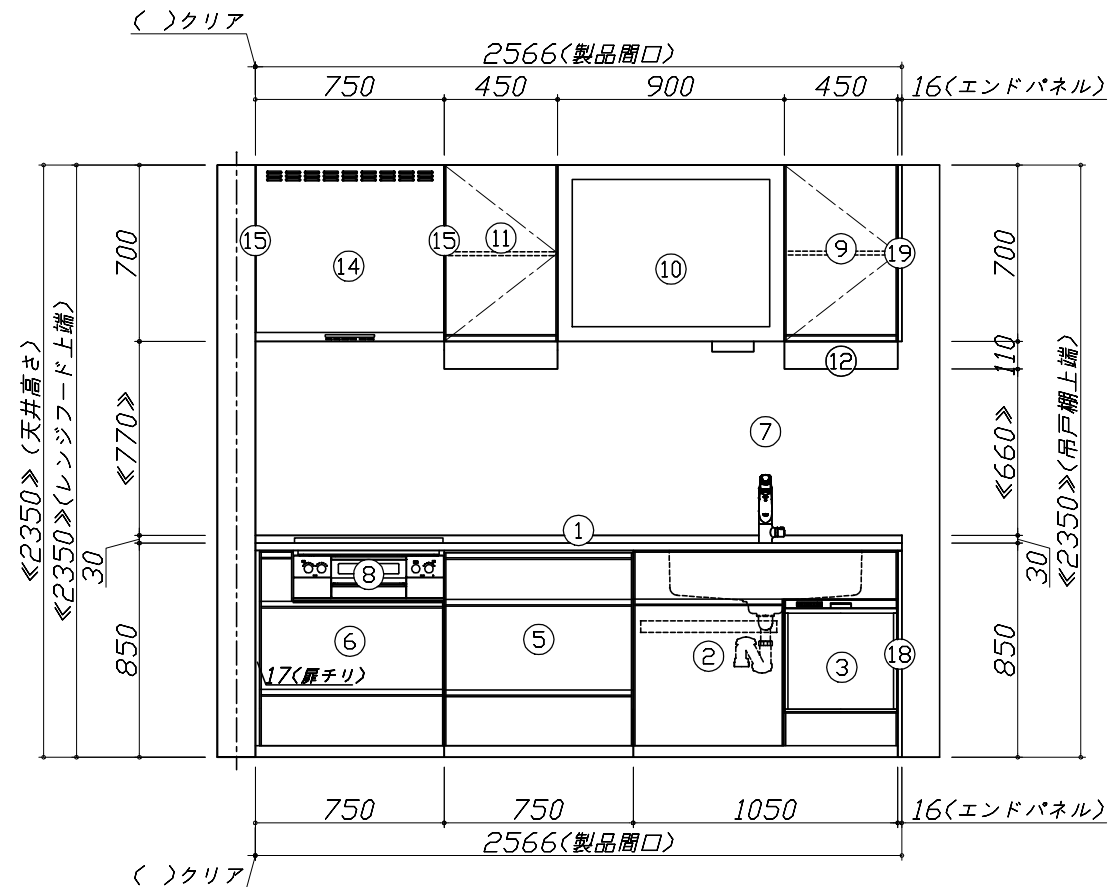 ( )クリア
2566(製品間口)
750 450 900 450 16(エンドパネル)
700
700
15
15
11
9
19
14
10
12
110
≪2350≫(天井高さ)
≪2350≫(レンジフード上端)
≪770≫
≪660≫
≪2350≫(吊戸棚上端)
7
1
30
30
8
850
850
6
5
2
3
18
17(扉チリ)
750 750 1050 16(エンドパネル)
2566(製品間口)
( )クリア